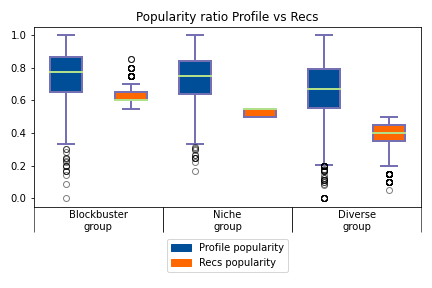 Popularity ratio Profile vs Recs
1.0
0.8
0.6
0.4
0.2
0.0
Blockbuster
group
Niche
group
Diverse
group
Profile popularity
Recs popularity